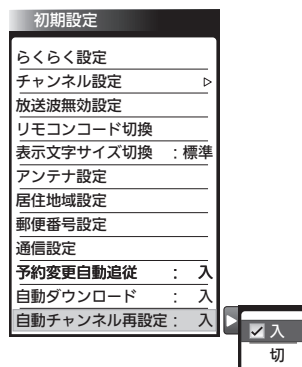 初期設定
らくらく設定
チャンネル設定 ▷
放送波無効設定
リモコンコード切換
表示文字サイズ切換 : 標準
アンテナ設定
居住地域設定
郵便番号設定
通信設定
予約変更自動追従 : 入
自動ダウンロード : 入
自動チャンネル再設定 : 入
入
切